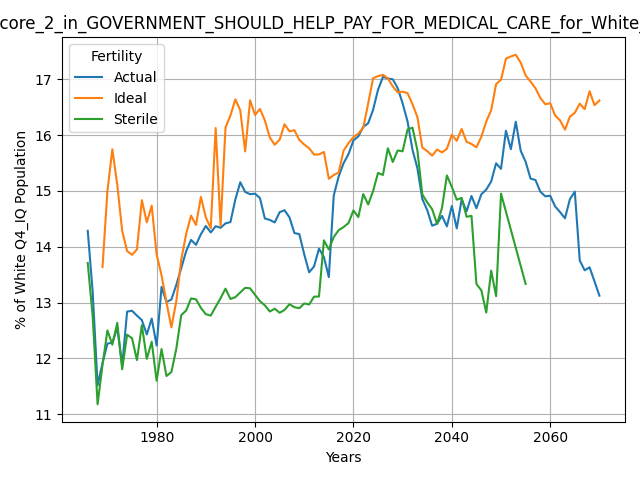 core_2_in_GOVERNMENT_SHOULD_HELP_PAY_FOR_MEDICAL_CARE_for_White_
Fertility
Actual
Ideal
Sterile
% of White Q4_IQ Population
17
16
15
14
13
12
11
1980 2000 2020 2040 2060
Years